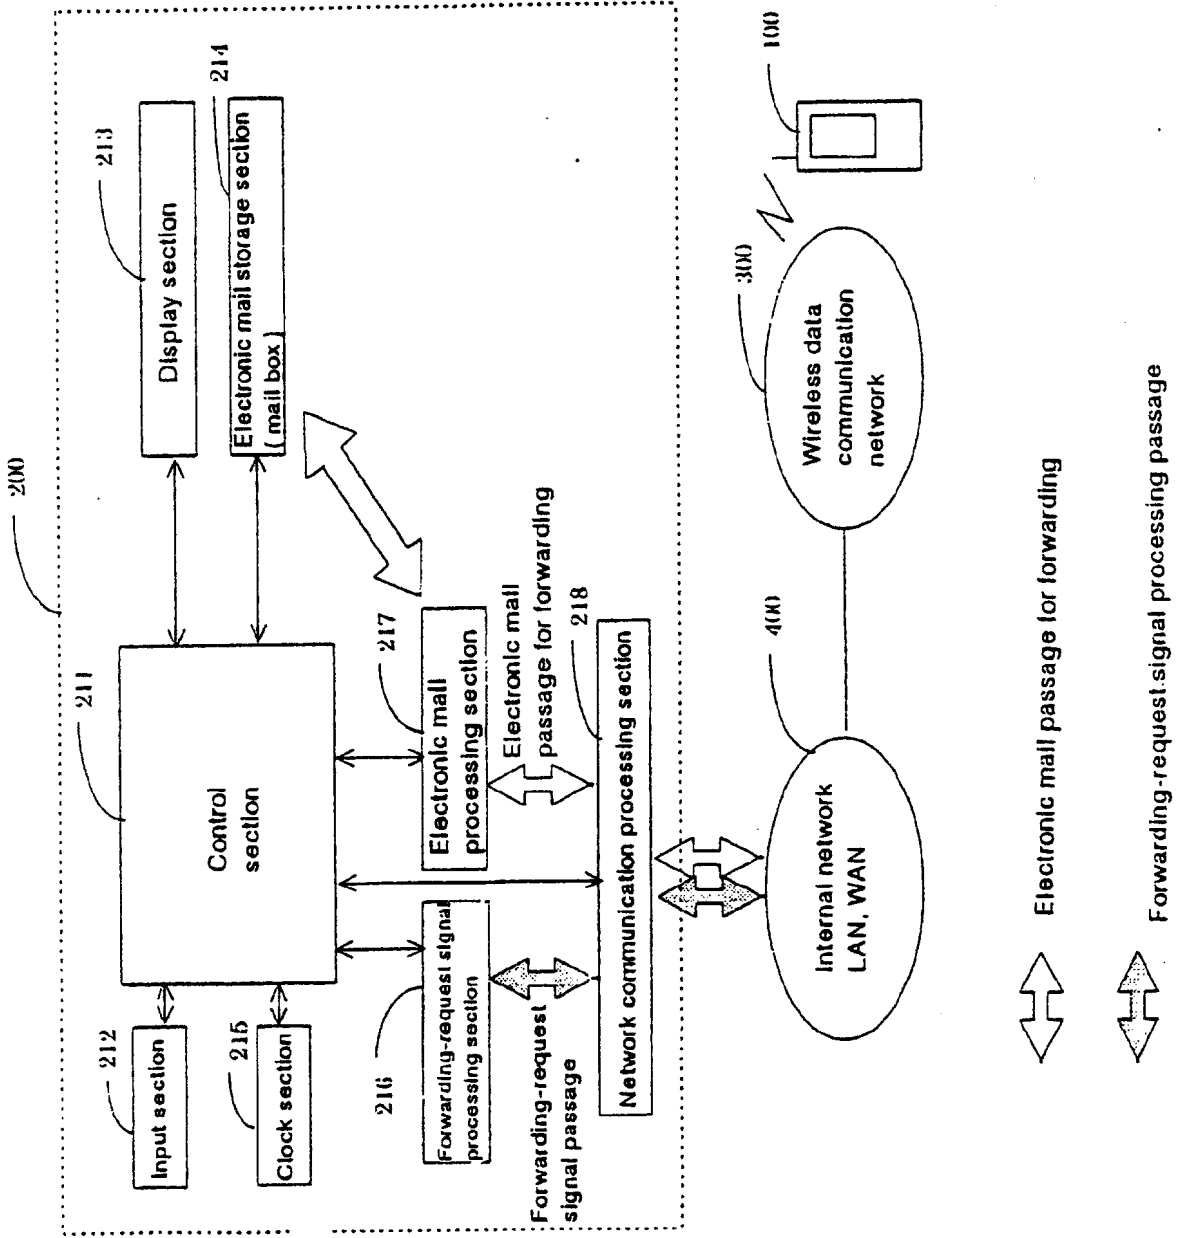 200
211
Control
section
212
Input section
215
Clock section
213
Display section
214
Electronic mail storage section
( mail box )
216
Forwarding-request signal
processing section
217
Electronic mail
processing section
Forwarding-request
signal passage
Electronic mail
passage for forwarding
218
Network communication processing section
400
Internal network
LAN, WAN
300
Wireless data
communication
network
100
Electronic mail passage for forwarding
Forwarding-request signal processing passage